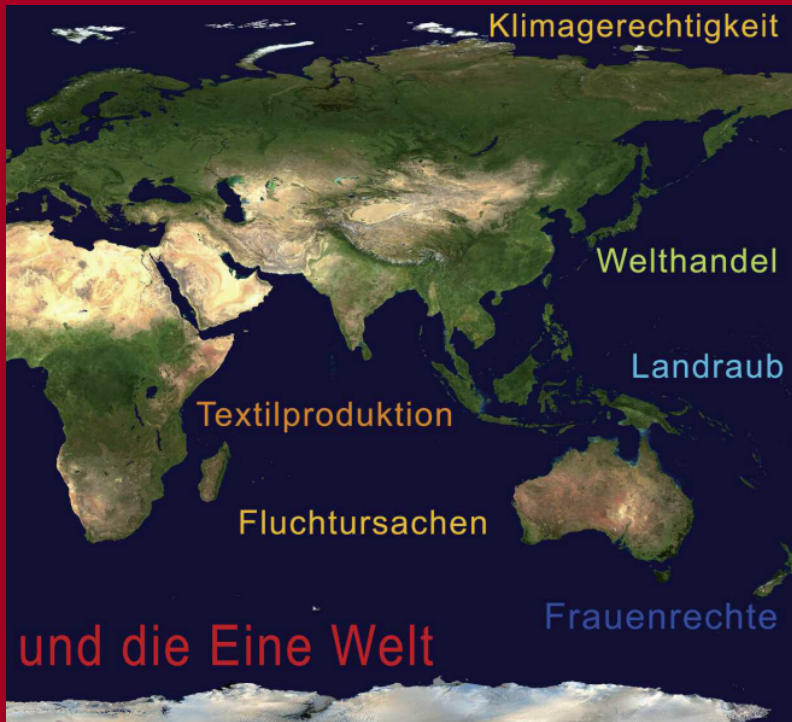 Klimagerechtigkeit
Welthandel
Landraub
Textilproduktion
Fluchtursachen
Frauenrechte
und die Eine Welt